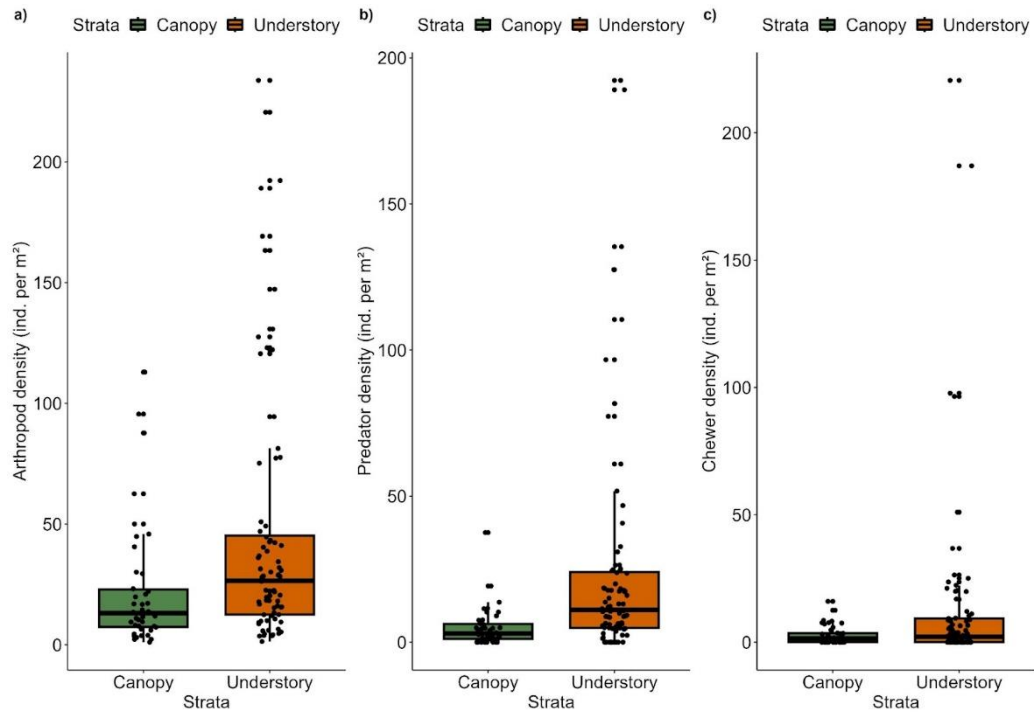 a)
Strata Canopy Understory
Arthropod density (ind. per m²)
200
150
100
50
0
Canopy Understory
Strata
b)
Strata Canopy Understory
Predator density (ind. per m²)
200
150
100
50
0
Canopy Understory
Strata
c)
Strata Canopy Understory
Chewer density (ind. per m²)
200
150
100
50
0
Canopy Understory
Strata